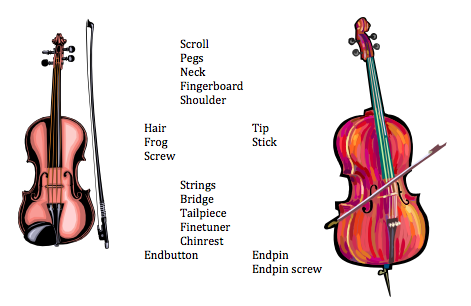 Scroll
Pegs
Neck
Fingerboard
Shoulder
Hair Tip
Frog Stick
Screw
Strings
Bridge
Tailpiece
Finetuner
Chinrest
Endbutton Endpin
Endpin screw